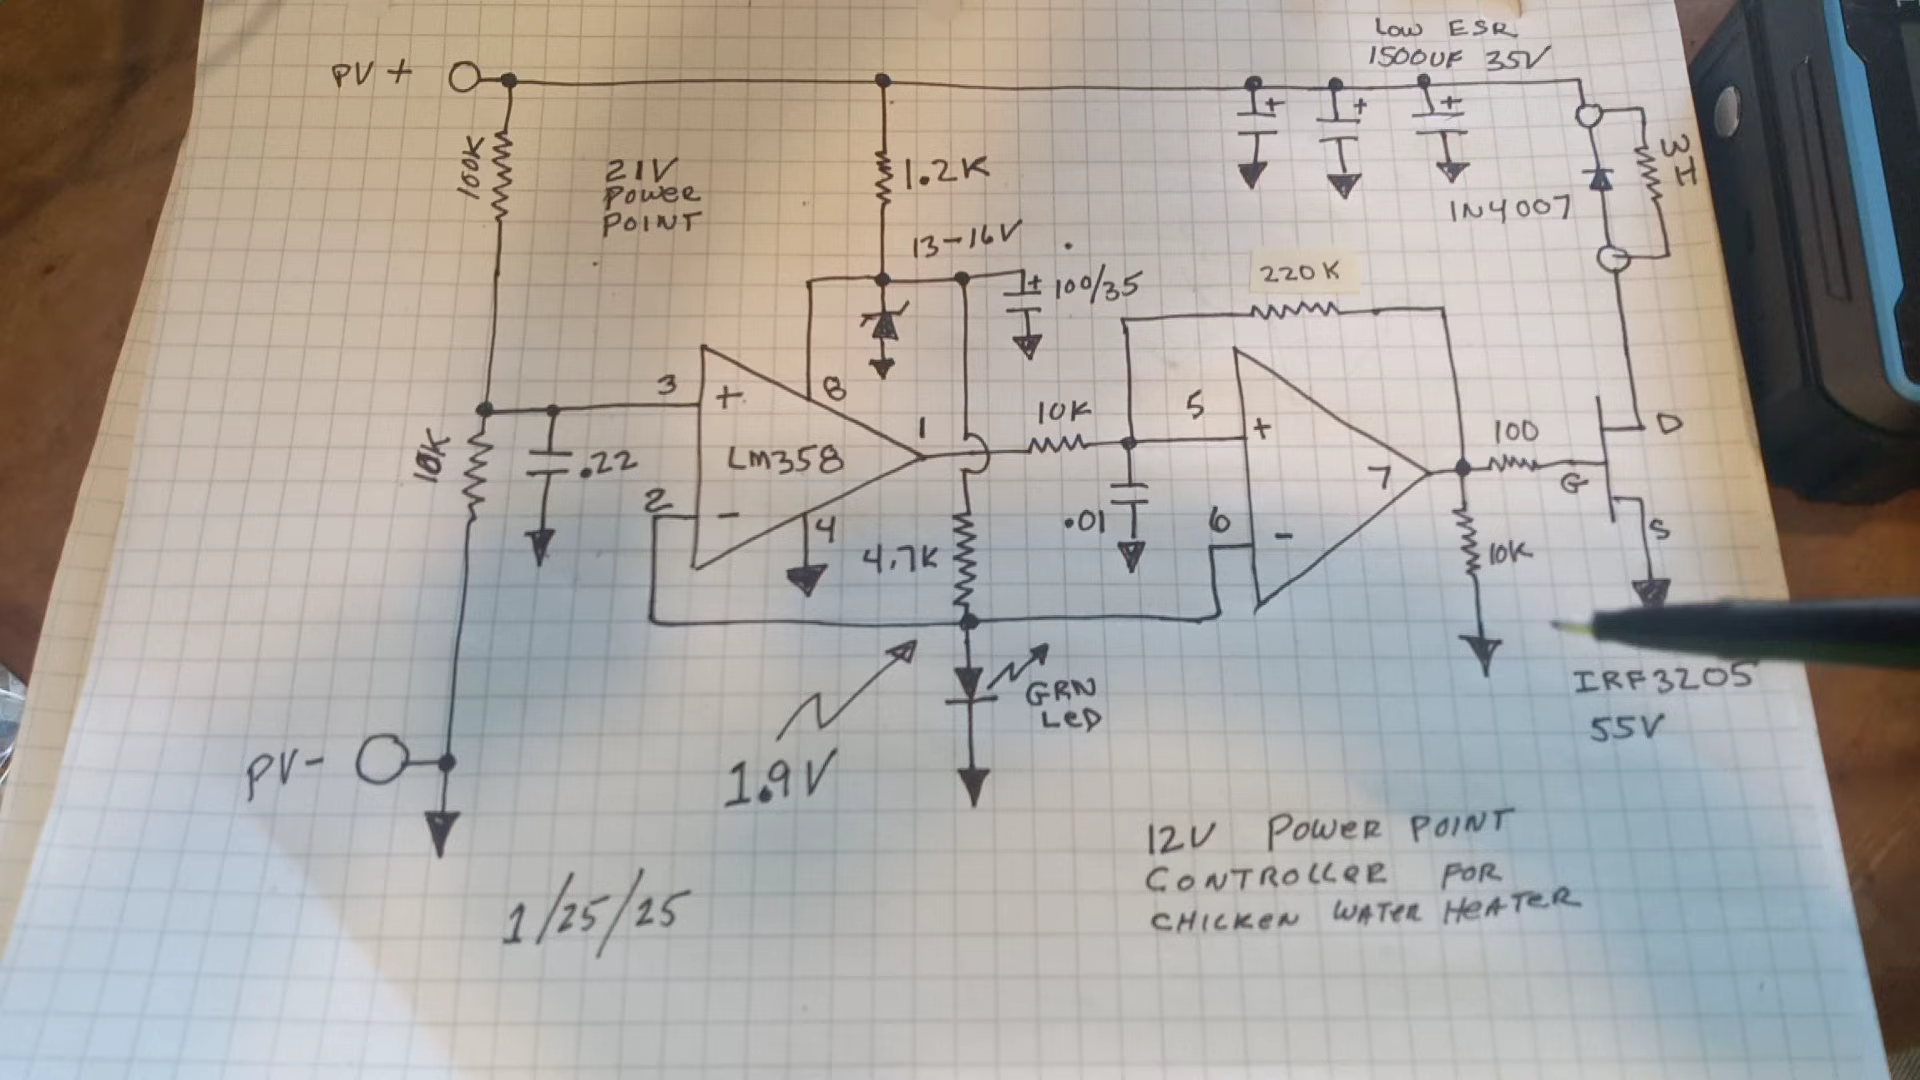 LOW ESR
PV + 1500UF 35V
100K
21V
POWER
POINT
1.2K
+ + +
3I
1N4007
13-16V
+ 100/35
220K
3
+
8
LM358
1
10K
5
+
100
D
10K
.22
2
-
4
4.7K
.01
6
-
7
G
10K
S
GRN
LED
IRF3205
55V
PV-
1.9V
12V POWER POINT
CONTROLLER FOR
CHICKEN WATER HEATER
1/25/25